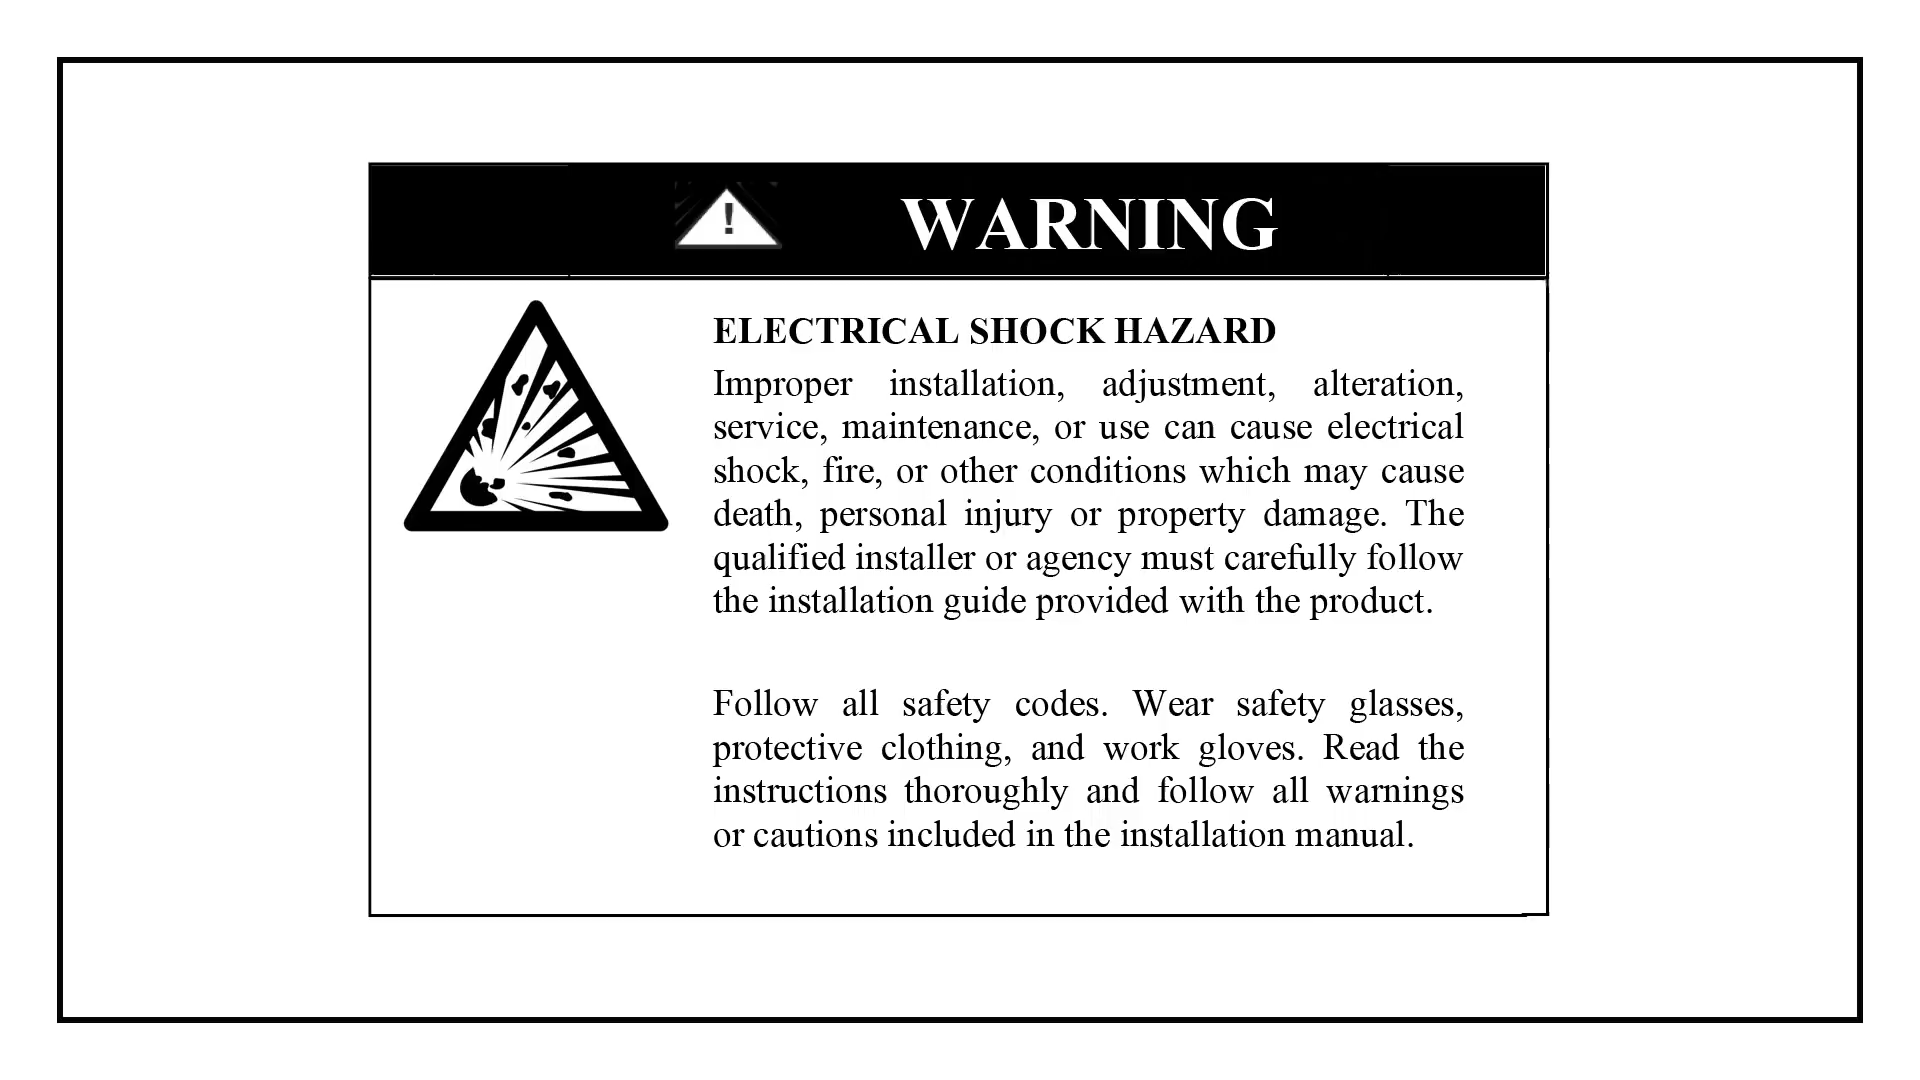 WARNING
ELECTRICAL SHOCK HAZARD
Improper installation, adjustment, alteration,
service, maintenance, or use can cause electrical
shock, fire, or other conditions which may cause
death, personal injury or property damage. The
qualified installer or agency must carefully follow
the installation guide provided with the product.
Follow all safety codes. Wear safety glasses,
protective clothing, and work gloves. Read the
instructions thoroughly and follow all warnings
or cautions included in the installation manual.